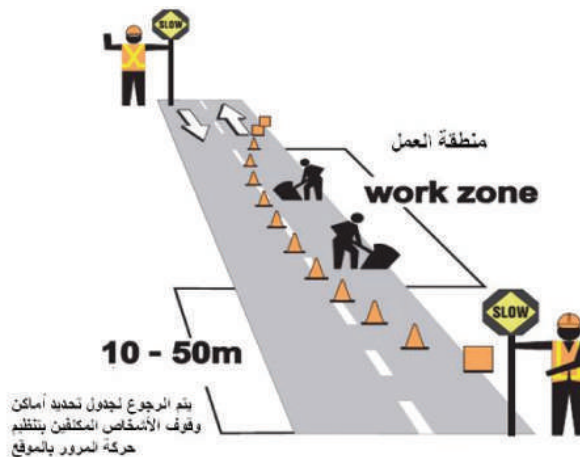 SLOW
منطقة العمل
work zone
SLOW
10 - 50m
يتم الرجوع لجدول تحديد أماكن
وقوف الأشخاص المكلفين بتنظيم
حركة المرور بالموقع